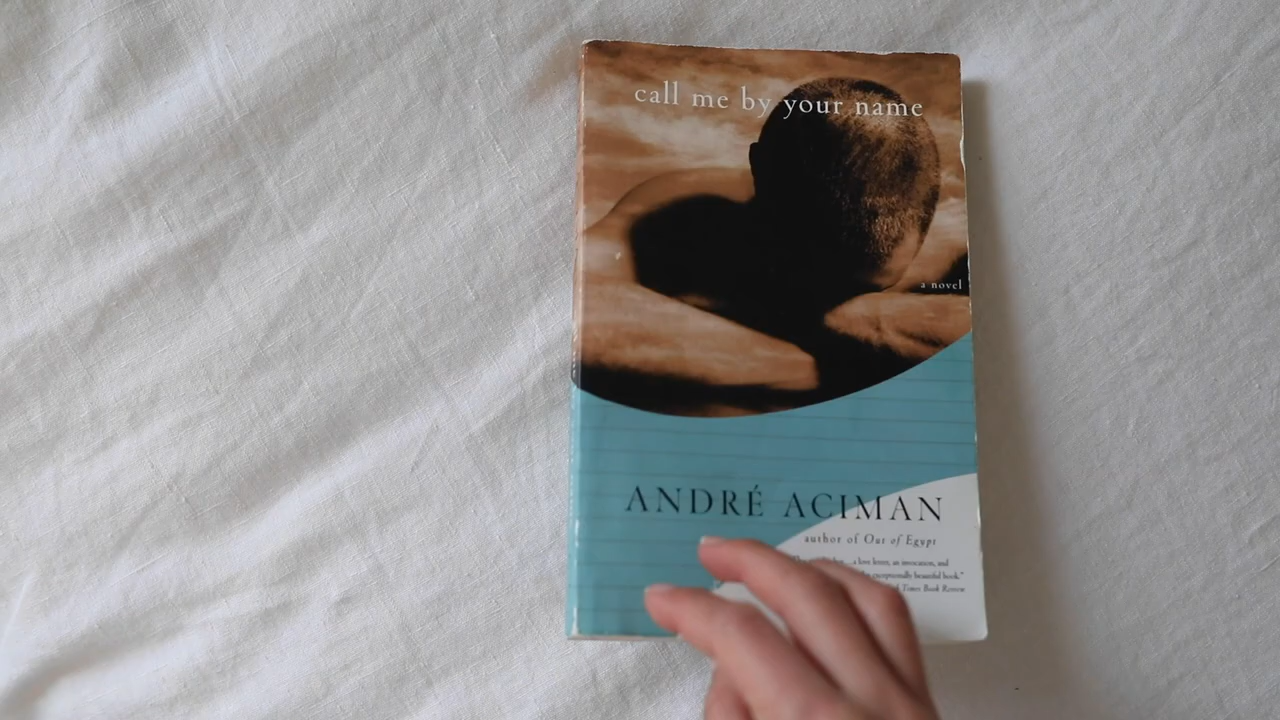 call me by your name
a novel
ANDRÉ ACIMAN
author of Out of Egypt
a love letter, an invocation, and
exceptionally beautiful book."
Times Book Review